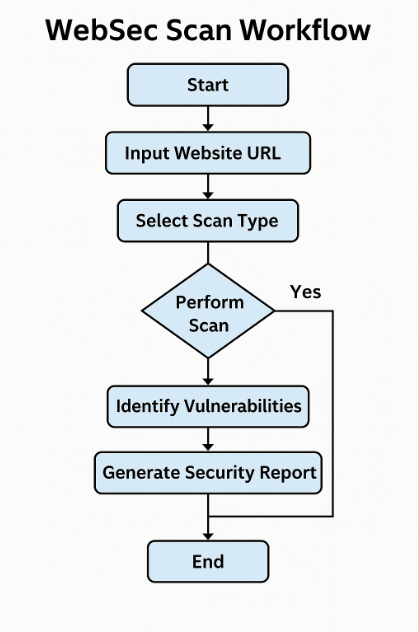 WebSec Scan Workflow
Start
Input Website URL
Select Scan Type
Perform
Scan
Yes
Identify Vulnerabilities
Generate Security Report
End